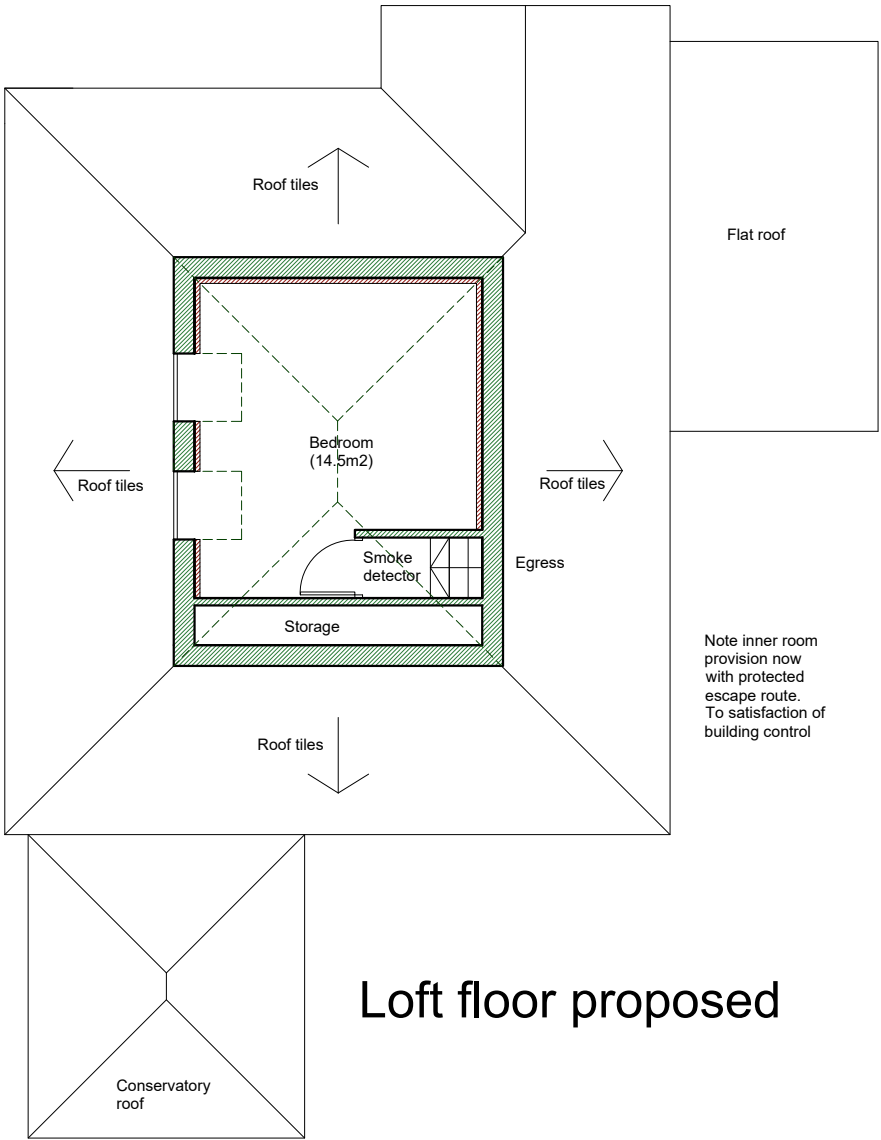 Roof tiles
Flat roof
Bedroom
(14.5m2)
Roof tiles
Roof tiles
Smoke
detector
Egress
Storage
Note inner room
provision now
with protected
escape route.
To satisfaction of
building control
Roof tiles
Loft floor proposed
Conservatory
roof